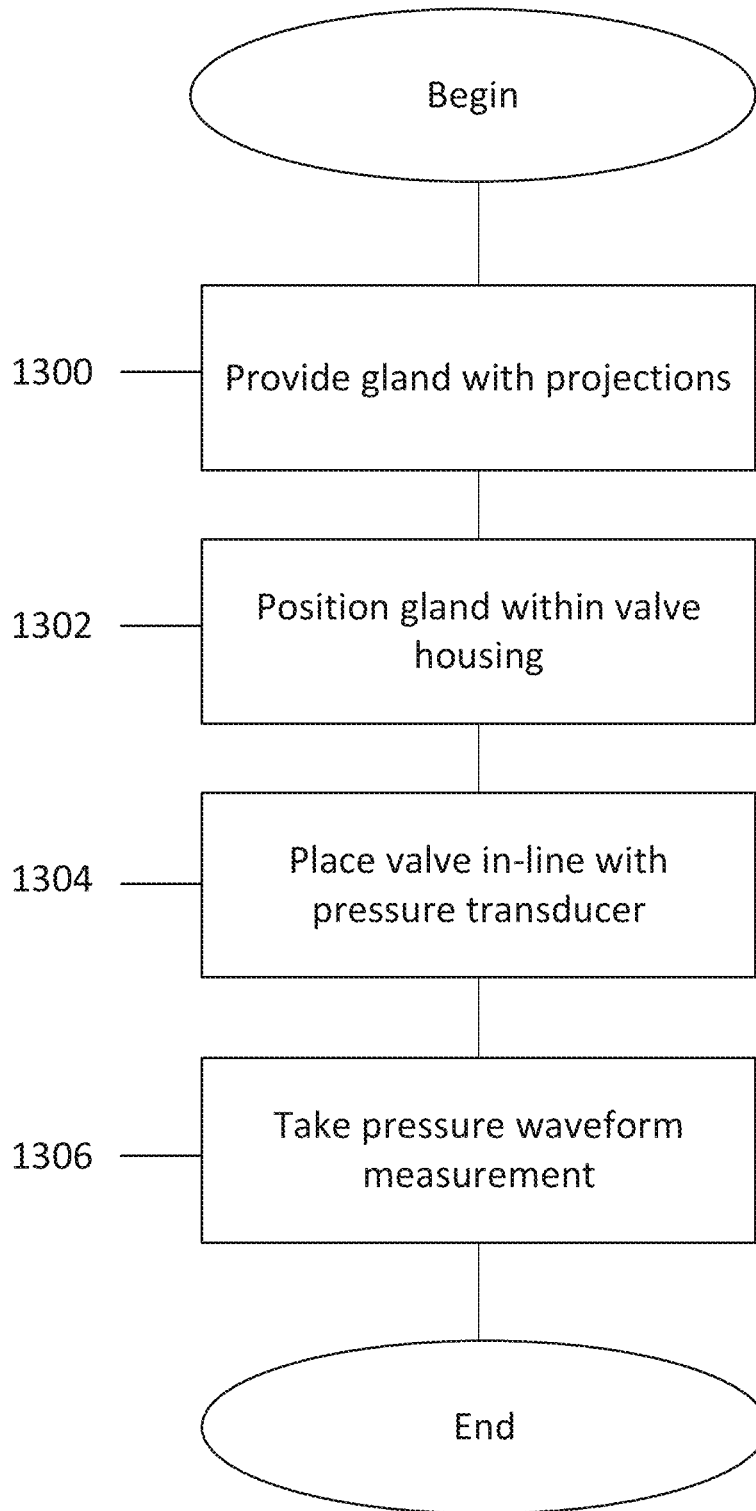 Begin
1300
Provide gland with projections
1302
Position gland within valve
housing
1304
Place valve in-line with
pressure transducer
1306
Take pressure waveform
measurement
End